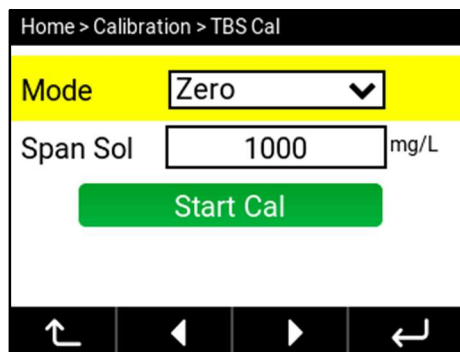 Home > Calibration > TBS Cal
Mode Zero
Span Sol 1000 mg/L
Start Cal